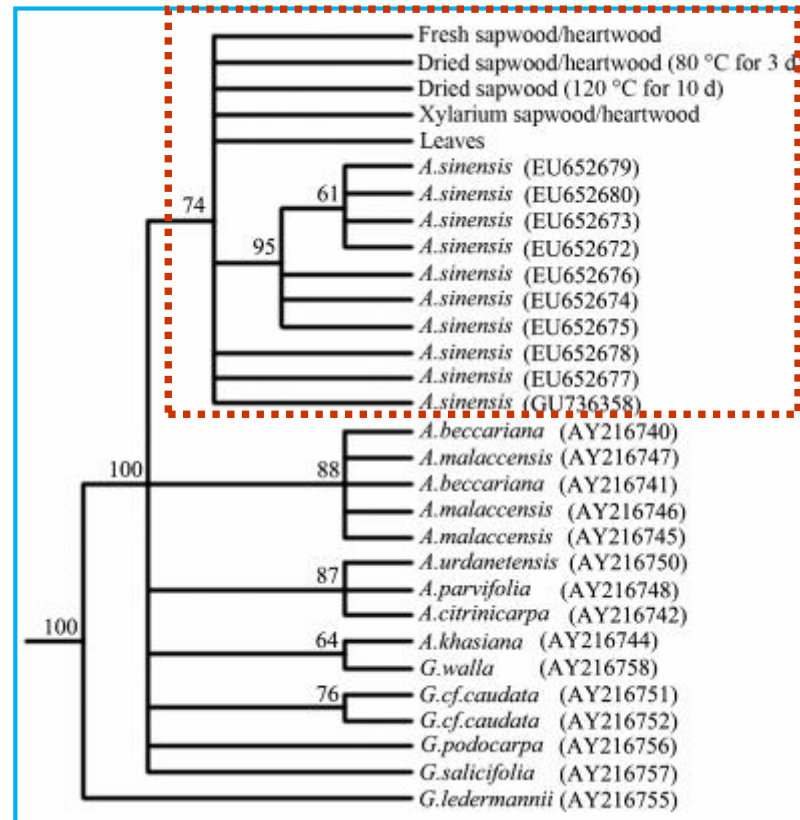 Fresh sapwood/heartwood
Dried sapwood/heartwood (80 °C for 3 d
Dried sapwood (120 °C for 10 d)
Xylarium sapwood/heartwood
Leaves
A.sinensis (EU652679)
61
A.sinensis (EU652680)
74
A.sinensis (EU652673)
95
A.sinensis (EU652672)
A.sinensis (EU652676)
A.sinensis (EU652674)
A.sinensis (EU652675)
A.sinensis (EU652678)
A.sinensis (EU652677)
A.sinensis (GU736358)
A.beccariana (AY216740)
100
88
A.malaccensis (AY216747)
A.beccariana (AY216741)
A.malaccensis (AY216746)
A.malaccensis (AY216745)
A.urdanetensis (AY216750)
87
A.parvifolia (AY216748)
A.citrinicarpa (AY216742)
100
64
A.khasiana (AY216744)
G.walla (AY216758)
76
G.cf.caudata (AY216751)
G.cf.caudata (AY216752)
G.podocarpa (AY216756)
G.salicifolia (AY216757)
G.ledermannii (AY216755)